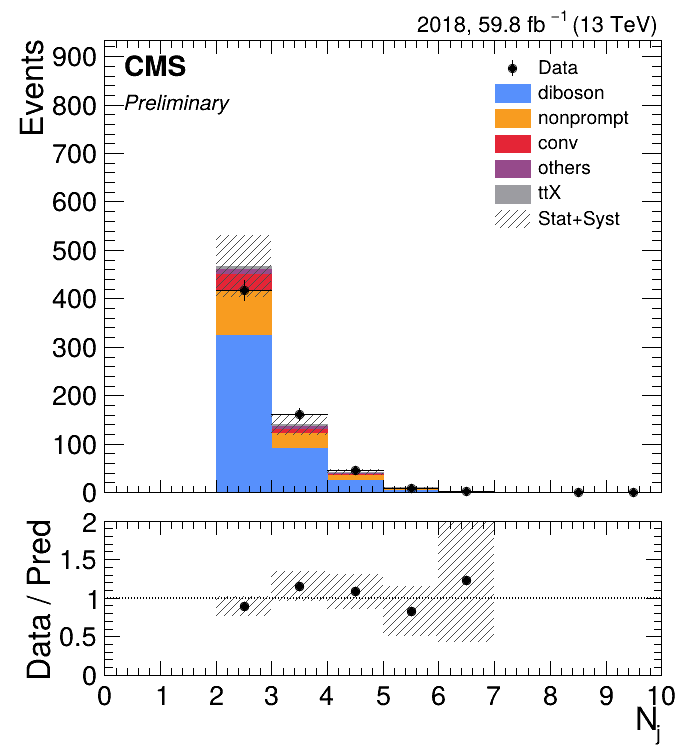 2018, 59.8 fb⁻¹ (13 TeV)
CMS
Preliminary
Events
900
800
700
600
500
400
300
200
100
0
Data
diboson
nonprompt
conv
others
ttX
Stat+Syst
Data / Pred
2
1.5
1
0.5
0
0 1 2 3 4 5 6 7 8 9 10
N_j